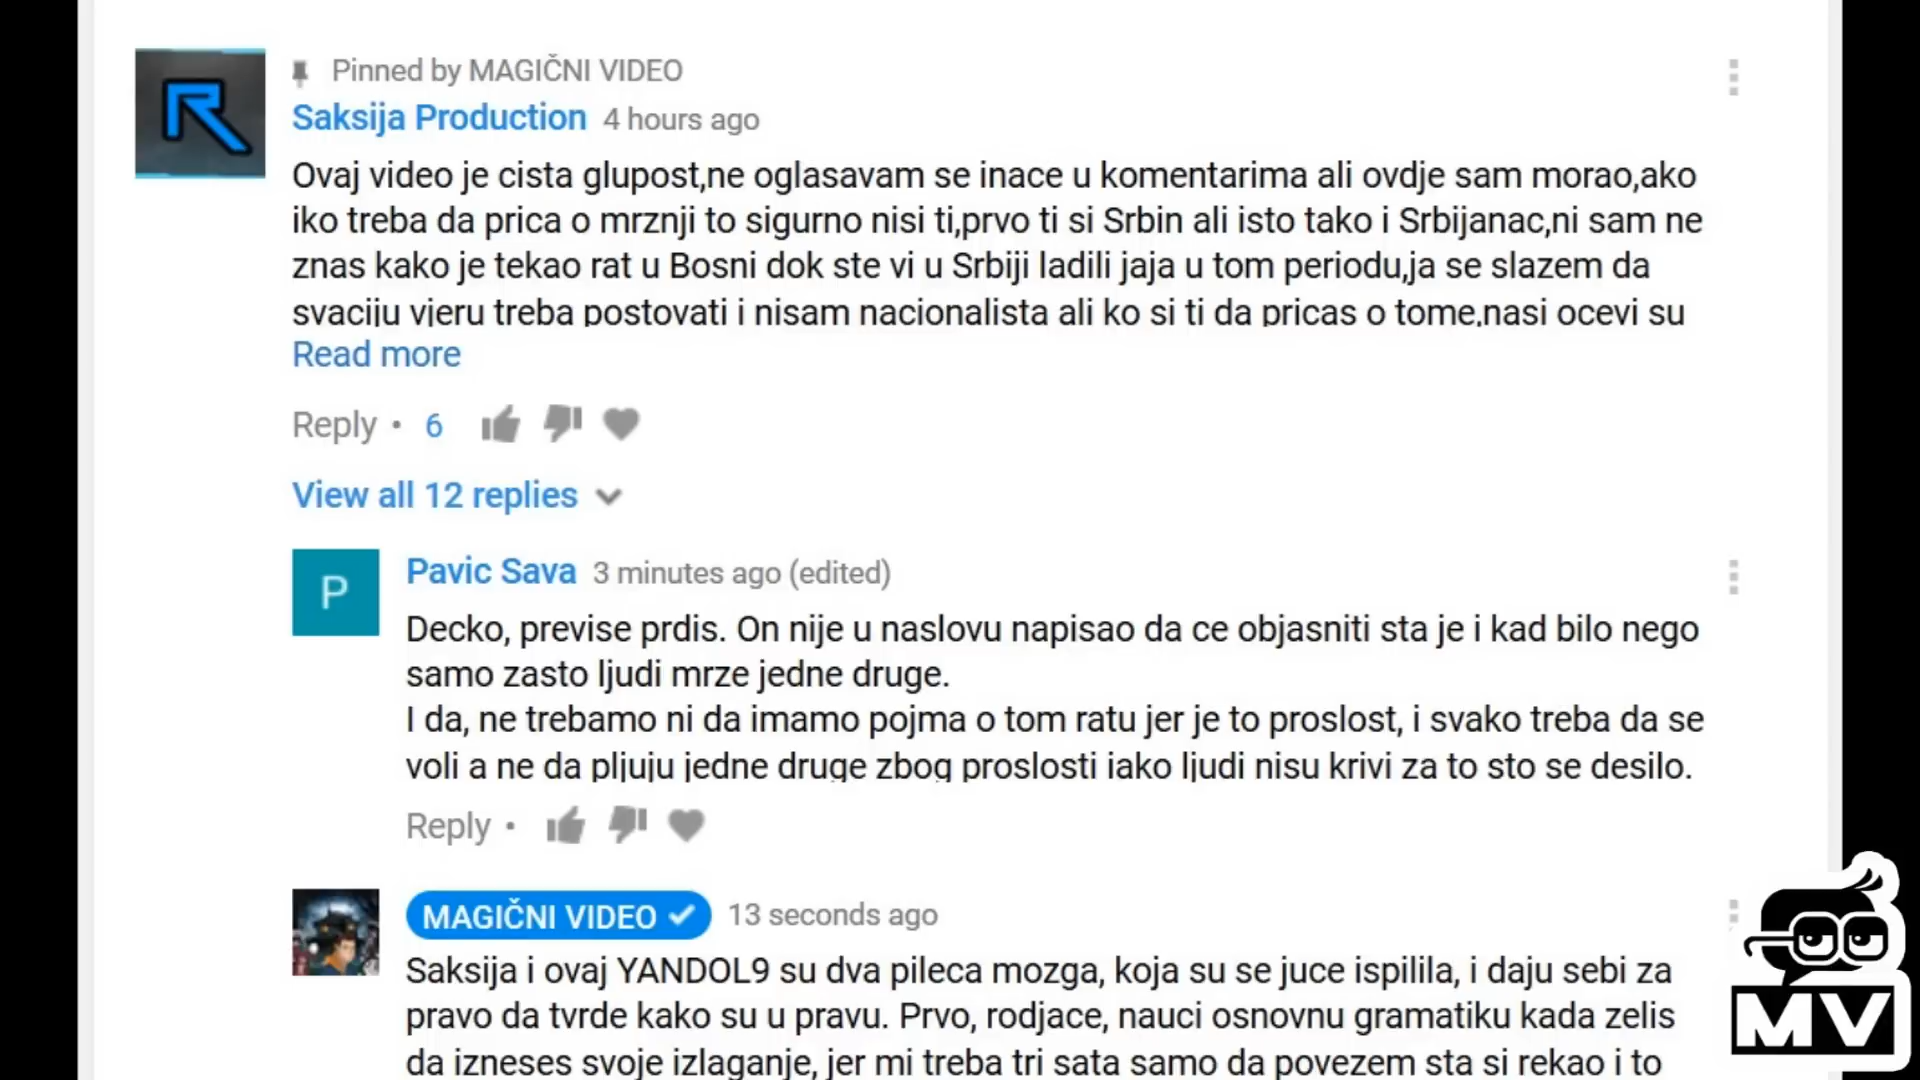 Pinned by MAGIČNI VIDEO
Saksija Production 4 hours ago
Ovaj video je cista glupost,ne oglasavam se inace u komentarima ali ovdje sam morao,ako
iko treba da prica o mrznji to sigurno nisi ti,prvo ti si Srbin ali isto tako i Srbijanac,ni sam ne
znas kako je tekao rat u Bosni dok ste vi u Srbiji ladili jaja u tom periodu,ja se slazem da
svaciju vjeru treba postovati i nisam nacionalista ali ko si ti da pricas o tome,nasi ocevi su
Read more
Reply • 6
View all 12 replies
P
Pavic Sava 3 minutes ago (edited)
Decko, previse prdis. On nije u naslovu napisao da ce objasniti sta je i kad bilo nego
samo zasto ljudi mrze jedne druge.
I da, ne trebamo ni da imamo pojma o tom ratu jer je to proslost, i svako treba da se
voli a ne da pljuju jedne druge zbog proslosti iako ljudi nisu krivi za to sto se desilo.
Reply •
MAGIČNI VIDEO 13 seconds ago
Saksija i ovaj YANDOL9 su dva pileca mozga, koja su se juce ispilila, i daju sebi za
pravo da tvrde kako su u pravu. Prvo, rodjace, nauci osnovnu gramatiku kada zelis
da izneses svoje izlaganje, jer mi treba tri sata samo da povezem sta si rekao i to
MV